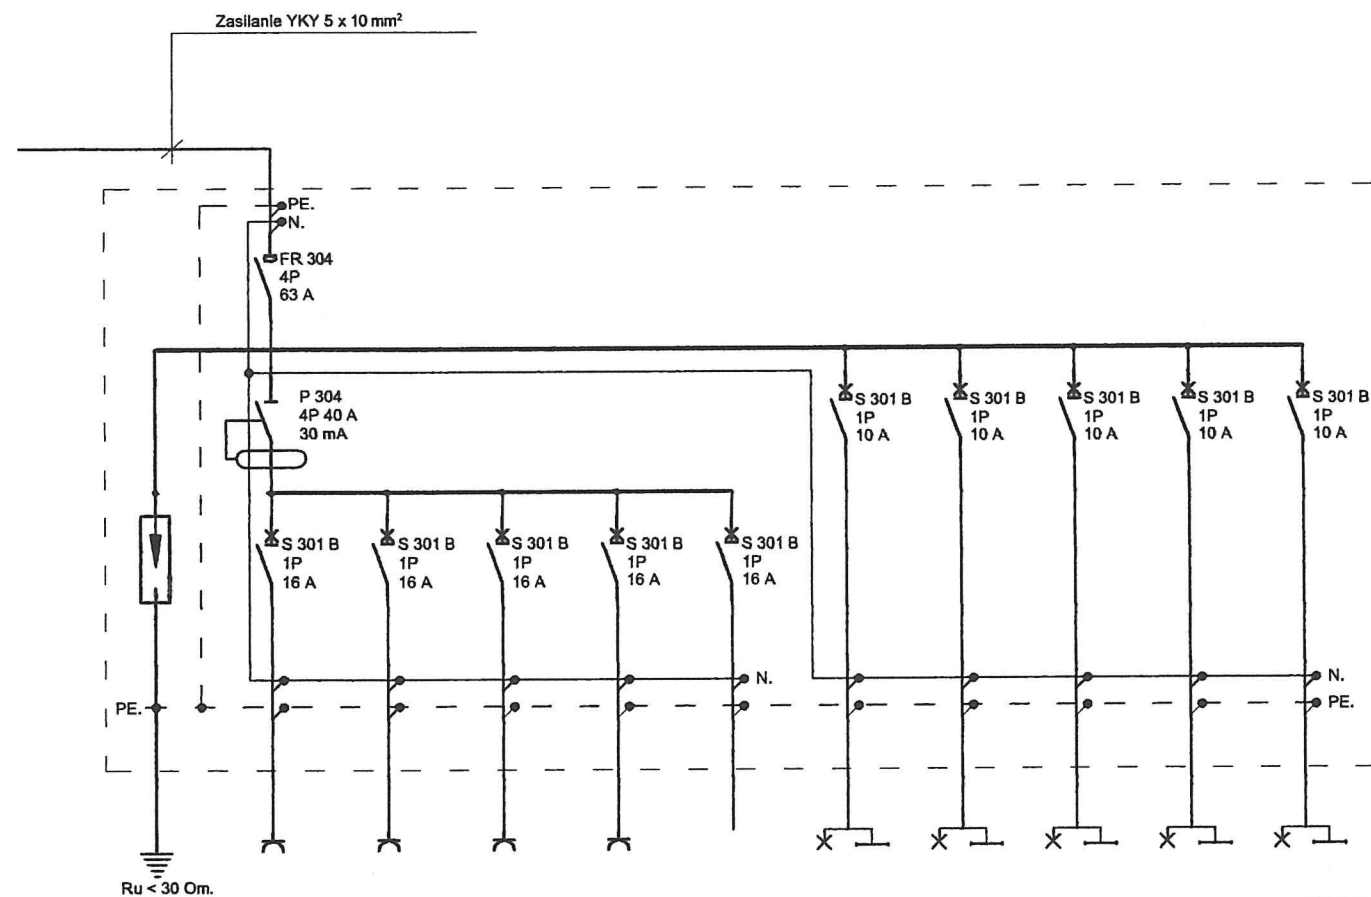 Zasilanie YKY 5 x 10 mm²
PE.
N.
FR 304
4P
63 A
P 304
4P 40 A
30 mA
S 301 B
1P
10 A
S 301 B
1P
10 A
S 301 B
1P
10 A
S 301 B
1P
10 A
S 301 B
1P
10 A
S 301 B
1P
16 A
S 301 B
1P
16 A
S 301 B
1P
16 A
S 301 B
1P
16 A
S 301 B
1P
16 A
N.
N.
PE.
PE.
Ru < 30 Om.